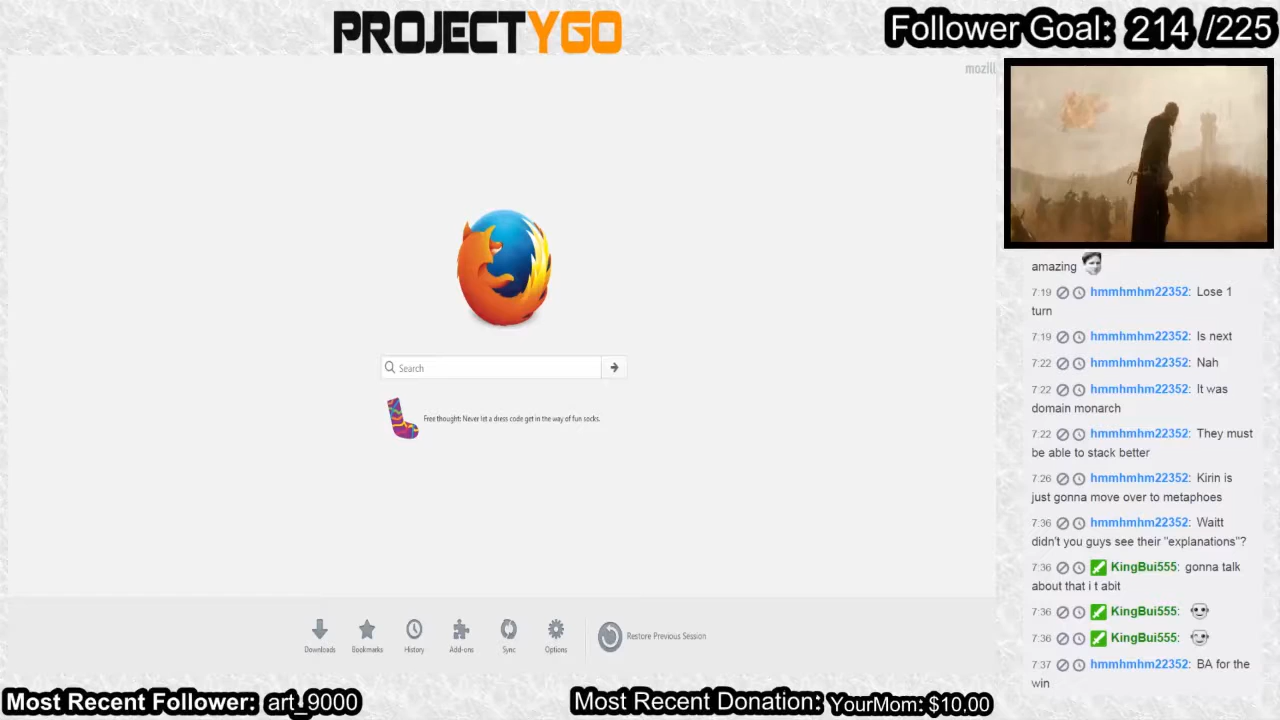 PROJECTYGO
Follower Goal: 214 /225
mozill
Search
Free thought: Never let a dress code get in the way of fun socks.
Downloads
Bookmarks
History
Add-ons
Sync
Options
Restore Previous Session
amazing
7:19 hmmhmhm22352: Lose 1
turn
7:19 hmmhmhm22352: Is next
7:22 hmmhmhm22352: Nah
7:22 hmmhmhm22352: It was
domain monarch
7:22 hmmhmhm22352: They must
be able to stack better
7:26 hmmhmhm22352: Kirin is
just gonna move over to metaphoes
7:36 hmmhmhm22352: Waitt
didn't you guys see their "explanations"?
7:36 KingBui555: gonna talk
about that i t abit
7:36 KingBui555:
7:36 KingBui555:
7:37 hmmhmhm22352: BA for the
win
Most Recent Follower: art_9000
Most Recent Donation: YourMom: $10.00